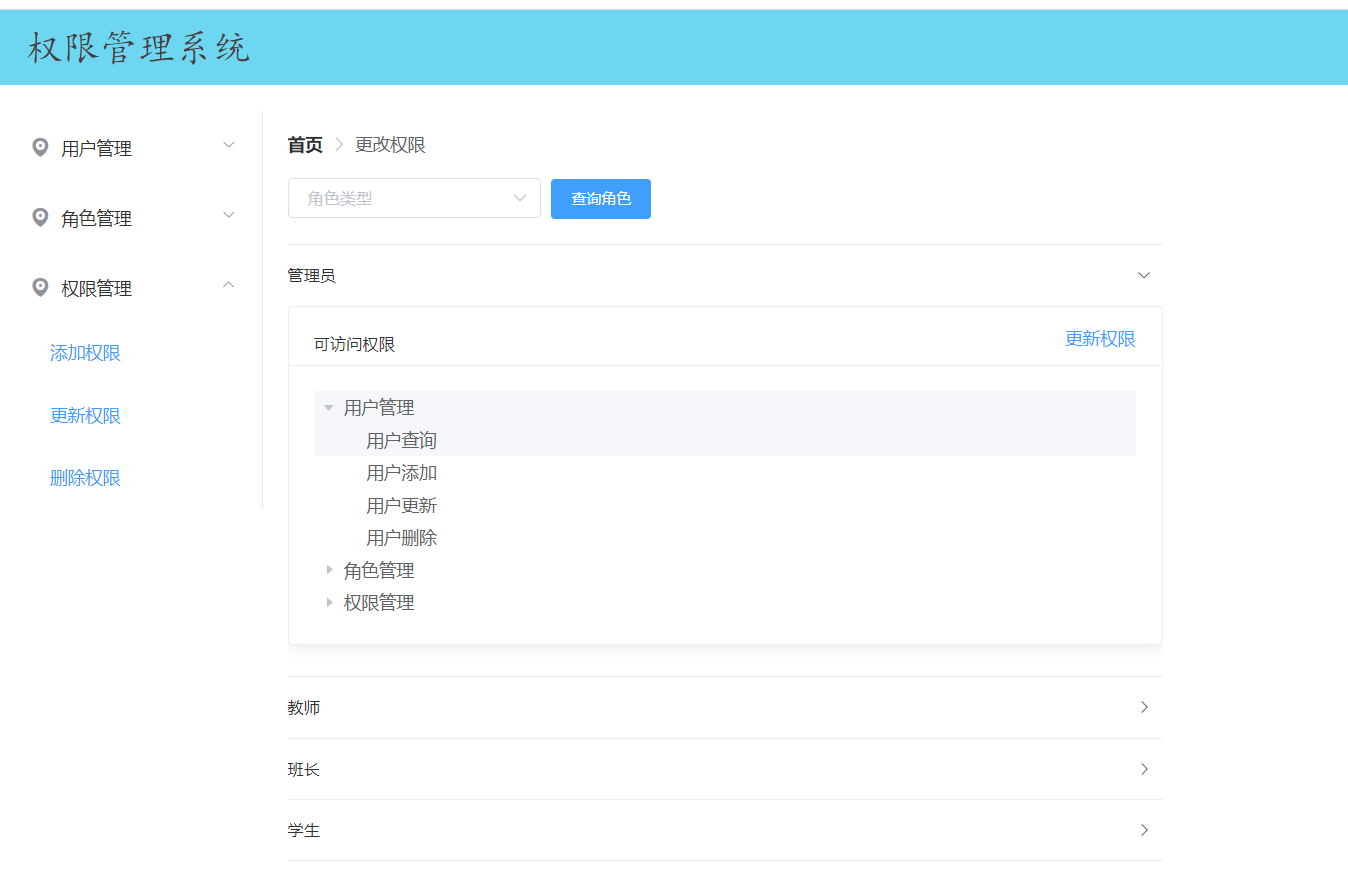 权限管理系统
用户管理
角色管理
权限管理
添加权限
更新权限
删除权限
首页 更改权限
角色类型 查询角色
管理员
可访问权限 更新权限
用户管理
用户查询
用户添加
用户更新
用户删除
角色管理
权限管理
教师
班长
学生